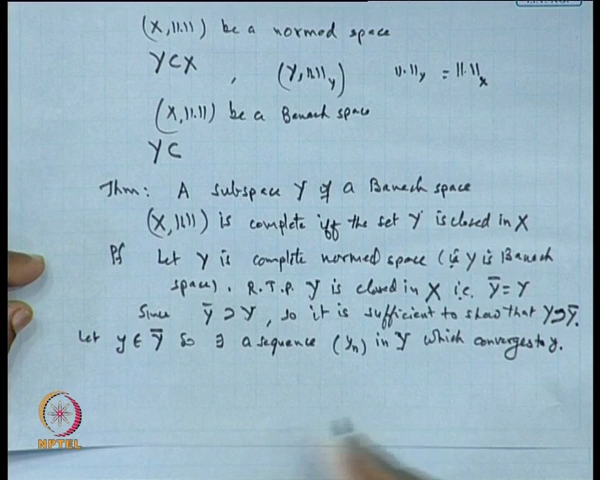 (X, ||.||) be a normed space
Y ⊂ X , (Y, ||.||_Y) ||.||_Y = ||.||_X
(X, ||.||) be a Banach space
Y ⊂
Thm: A subspace Y of a Banach space
(X, ||.||) is complete iff the set Y is closed in X
Pf Let Y is complete normed space (ie Y is Banach
space). R.T.P. Y is closed in X i.e. Ȳ = Y
Since Ȳ ⊃ Y, so it is sufficient to show that Y ⊃ Ȳ.
Let y ∈ Ȳ So ∃ a sequence (yn) in Y which converges to y.
NPTEL